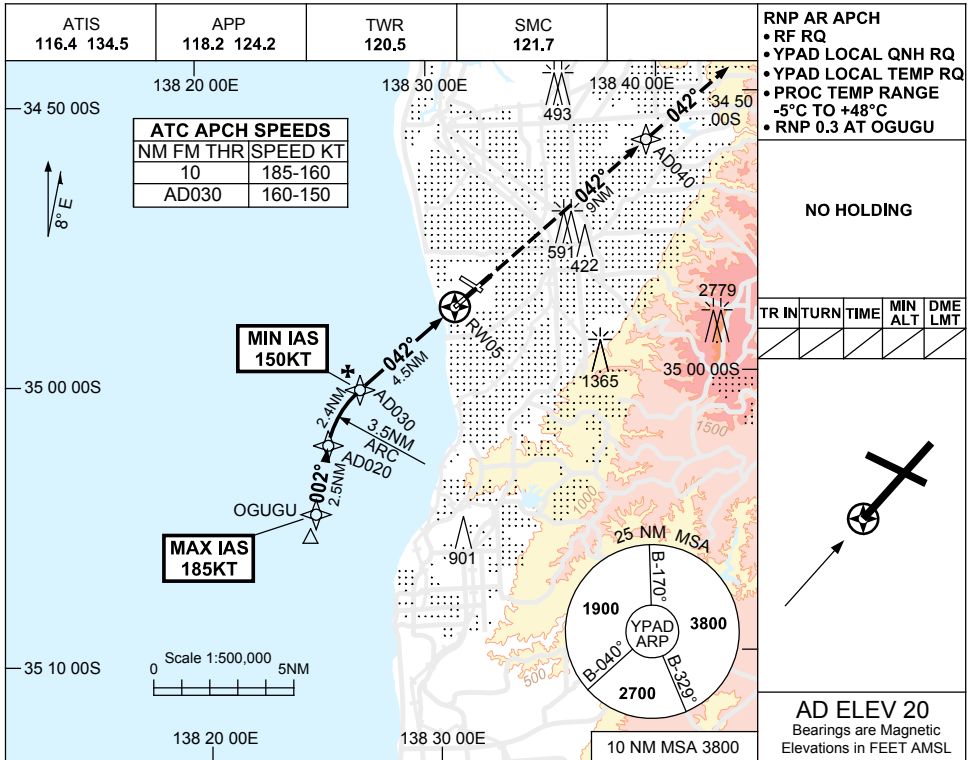 ATIS
116.4 134.5
APP
118.2 124.2
TWR
120.5
SMC
121.7
RNP AR APCH
• RF RQ
• YPAD LOCAL QNH RQ
• YPAD LOCAL TEMP RQ
• PROC TEMP RANGE
-5°C TO +48°C
• RNP 0.3 AT OGUGU
138 20 00E
138 30 00E
138 40 00E
34 50 00S
34 50
00S
ATC APCH SPEEDS
NM FM THR SPEED KT
10 185-160
AD030 160-150
8° E
493
042°
AD040
042°
9NM
591
422
NO HOLDING
2779
TR IN TURN TIME MIN ALT DME LMT
RW05
MIN IAS
150KT
042°
4.5NM
1365
35 00 00S
35 00 00S
AD030
2.4NM
3.5NM
ARC
AD020
1500
002°
2.5NM
OGUGU
1000
MAX IAS
185KT
901
25 NM MSA
B-170°
1900
YPAD
ARP
3800
B-040°
B-329°
2700
500
35 10 00S
Scale 1:500,000
0 5NM
138 20 00E
138 30 00E
10 NM MSA 3800
AD ELEV 20
Bearings are Magnetic
Elevations in FEET AMSL